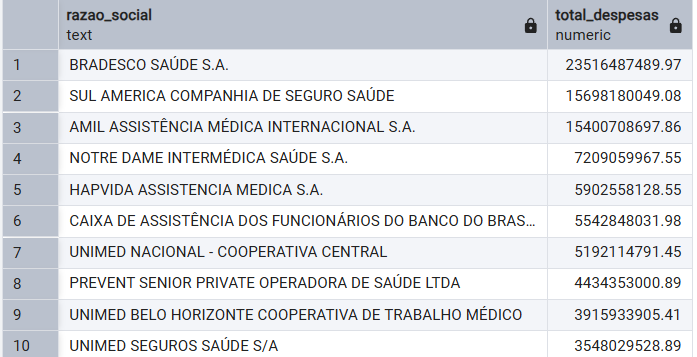 razao_social total_despesas
text numeric
1 BRADESCO SAÚDE S.A. 23516487489.97
2 SUL AMERICA COMPANHIA DE SEGURO SAÚDE 15698180049.08
3 AMIL ASSISTÊNCIA MÉDICA INTERNACIONAL S.A. 15400708697.86
4 NOTRE DAME INTERMÉDICA SAÚDE S.A. 7209059967.55
5 HAPVIDA ASSISTENCIA MEDICA S.A. 5902558128.55
6 CAIXA DE ASSISTÊNCIA DOS FUNCIONÁRIOS DO BANCO DO BRAS... 5542848031.98
7 UNIMED NACIONAL - COOPERATIVA CENTRAL 5192114791.45
8 PREVENT SENIOR PRIVATE OPERADORA DE SAÚDE LTDA 4434353000.89
9 UNIMED BELO HORIZONTE COOPERATIVA DE TRABALHO MÉDICO 3915933905.41
10 UNIMED SEGUROS SAÚDE S/A 3548029528.89